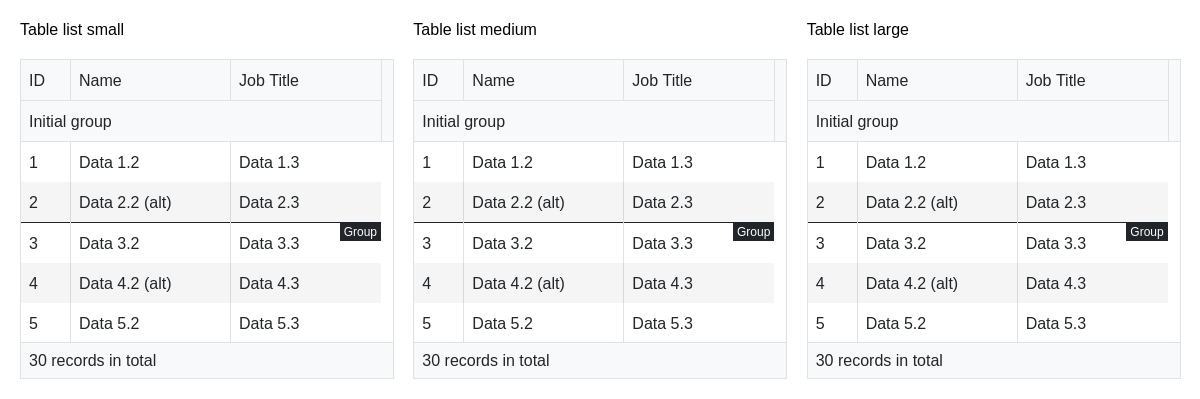 Table list small
ID Name Job Title
Initial group
1 Data 1.2 Data 1.3
2 Data 2.2 (alt) Data 2.3
Group
3 Data 3.2 Data 3.3
4 Data 4.2 (alt) Data 4.3
5 Data 5.2 Data 5.3
30 records in total
Table list medium
ID Name Job Title
Initial group
1 Data 1.2 Data 1.3
2 Data 2.2 (alt) Data 2.3
Group
3 Data 3.2 Data 3.3
4 Data 4.2 (alt) Data 4.3
5 Data 5.2 Data 5.3
30 records in total
Table list large
ID Name Job Title
Initial group
1 Data 1.2 Data 1.3
2 Data 2.2 (alt) Data 2.3
Group
3 Data 3.2 Data 3.3
4 Data 4.2 (alt) Data 4.3
5 Data 5.2 Data 5.3
30 records in total